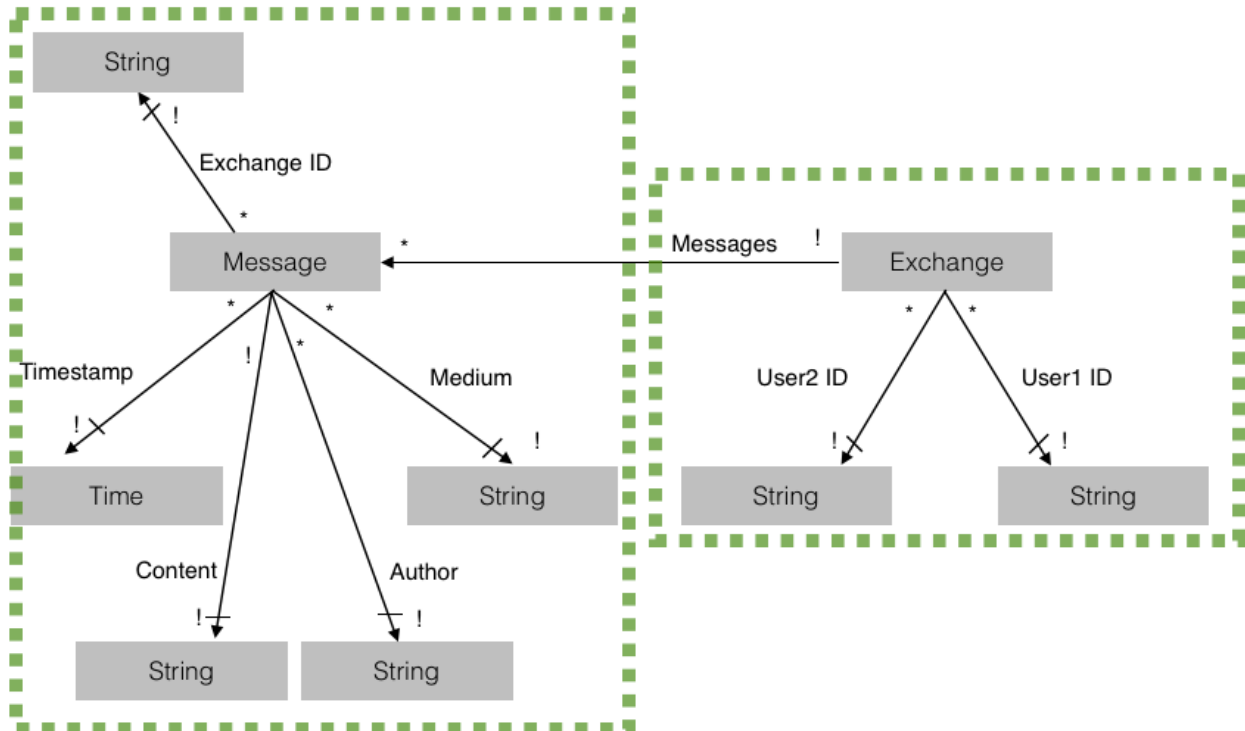 String
!
Exchange ID
*
Message
*
Messages
!
Exchange
*
*
!
*
*
*
*
Timestamp
Medium
User2 ID
User1 ID
!
!
!
!
Time
String
String
String
Content
Author
!
!
String
String